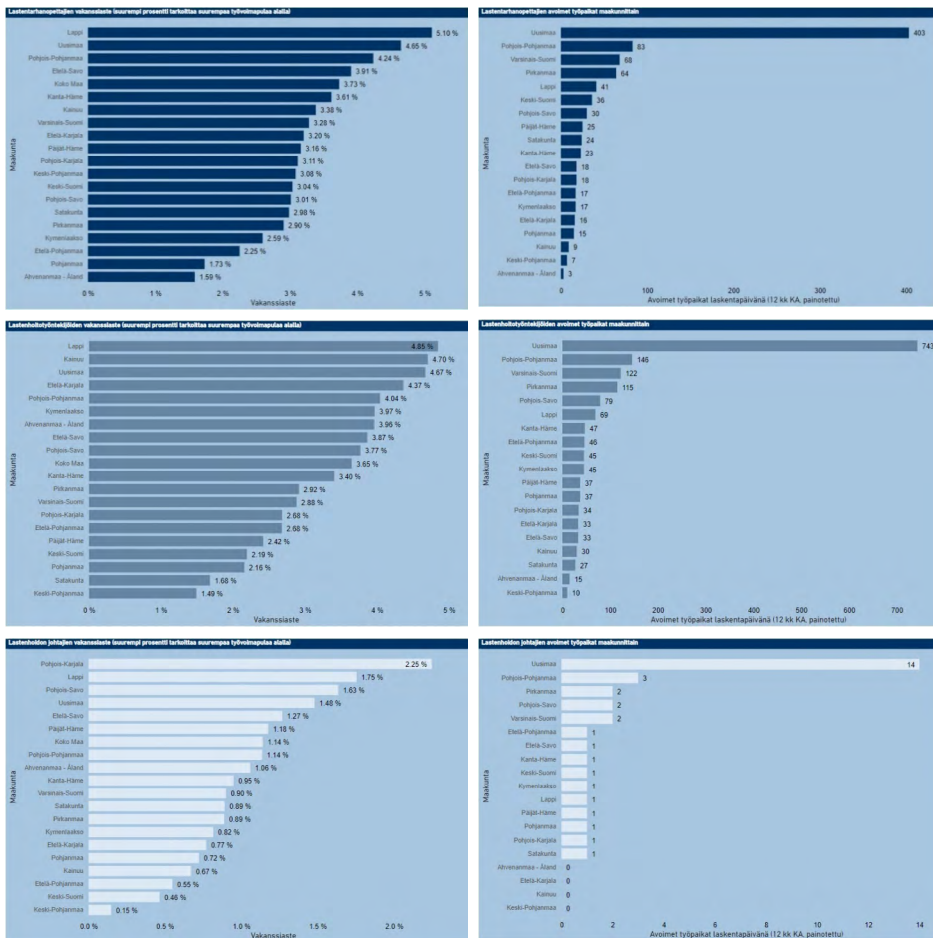 Lastentarhanopettajien vakanssiaste (suurempi prosentti tarkoittaa suurempaa työvoimapulaa alalla)
Maakunta
Lappi 5.10 %
Uusimaa 4.65 %
Pohjois-Pohjanmaa 4.24 %
Etelä-Savo 3.91 %
Koko Maa 3.73 %
Kanta-Häme 3.61 %
Kainuu 3.38 %
Varsinais-Suomi 3.28 %
Etelä-Karjala 3.20 %
Päijät-Häme 3.16 %
Pohjois-Karjala 3.11 %
Keski-Pohjanmaa 3.08 %
Keski-Suomi 3.04 %
Pohjois-Savo 3.01 %
Satakunta 2.98 %
Pirkanmaa 2.90 %
Kymenlaakso 2.59 %
Etelä-Pohjanmaa 2.25 %
Pohjanmaa 1.73 %
Ahvenanmaa - Åland 1.59 %
0 % 1 % 2 % 3 % 4 % 5 %
Vakanssiaste
Lastentarhanopettajien avoimet työpaikat maakunnittain
Maakunta
Uusimaa 403
Pohjois-Pohjanmaa 83
Varsinais-Suomi 68
Pirkanmaa 64
Lappi 41
Keski-Suomi 36
Pohjois-Savo 30
Päijät-Häme 25
Satakunta 24
Kanta-Häme 23
Etelä-Savo 18
Pohjois-Karjala 18
Etelä-Pohjanmaa 17
Kymenlaakso 17
Etelä-Karjala 16
Pohjanmaa 15
Kainuu 9
Keski-Pohjanmaa 7
Ahvenanmaa - Åland 3
0 100 200 300 400
Avoimet työpaikat laskentapäivänä (12 kk KA, painotettu)
Lastenhoitotyöntekijöiden vakanssiaste (suurempi prosentti tarkoittaa suurempaa työvoimapulaa alalla)
Maakunta
Lappi 4.85 %
Kainuu 4.70 %
Uusimaa 4.67 %
Etelä-Karjala 4.37 %
Pohjois-Pohjanmaa 4.04 %
Kymenlaakso 3.97 %
Ahvenanmaa - Åland 3.96 %
Etelä-Savo 3.87 %
Pohjois-Savo 3.77 %
Koko Maa 3.65 %
Kanta-Häme 3.40 %
Pirkanmaa 2.92 %
Varsinais-Suomi 2.88 %
Pohjois-Karjala 2.68 %
Etelä-Pohjanmaa 2.68 %
Päijät-Häme 2.42 %
Keski-Suomi 2.19 %
Pohjanmaa 2.16 %
Satakunta 1.68 %
Keski-Pohjanmaa 1.49 %
0 % 1 % 2 % 3 % 4 % 5 %
Vakanssiaste
Lastenhoitotyöntekijöiden avoimet työpaikat maakunnittain
Maakunta
Uusimaa 743
Pohjois-Pohjanmaa 146
Varsinais-Suomi 122
Pirkanmaa 115
Pohjois-Savo 79
Lappi 69
Kanta-Häme 47
Etelä-Pohjanmaa 46
Keski-Suomi 45
Kymenlaakso 45
Päijät-Häme 37
Pohjanmaa 37
Pohjois-Karjala 34
Etelä-Karjala 33
Etelä-Savo 33
Kainuu 30
Satakunta 27
Ahvenanmaa - Åland 15
Keski-Pohjanmaa 10
0 100 200 300 400 500 600 700
Avoimet työpaikat laskentapäivänä (12 kk KA, painotettu)
Lastenhoidon johtajien vakanssiaste (suurempi prosentti tarkoittaa suurempaa työvoimapulaa alalla)
Maakunta
Pohjois-Karjala 2.25 %
Lappi 1.75 %
Pohjois-Savo 1.63 %
Uusimaa 1.48 %
Etelä-Savo 1.27 %
Päijät-Häme 1.18 %
Koko Maa 1.14 %
Pohjois-Pohjanmaa 1.14 %
Ahvenanmaa - Åland 1.06 %
Kanta-Häme 0.95 %
Varsinais-Suomi 0.90 %
Satakunta 0.89 %
Pirkanmaa 0.89 %
Kymenlaakso 0.82 %
Etelä-Karjala 0.77 %
Pohjanmaa 0.72 %
Kainuu 0.67 %
Etelä-Pohjanmaa 0.55 %
Keski-Suomi 0.46 %
Keski-Pohjanmaa 0.15 %
0.0 % 0.5 % 1.0 % 1.5 % 2.0 %
Vakanssiaste
Lastenhoidon johtajien avoimet työpaikat maakunnittain
Maakunta
Uusimaa 14
Pohjois-Pohjanmaa 3
Pirkanmaa 2
Pohjois-Savo 2
Varsinais-Suomi 2
Etelä-Pohjanmaa 1
Etelä-Savo 1
Kanta-Häme 1
Keski-Suomi 1
Kymenlaakso 1
Lappi 1
Päijät-Häme 1
Pohjanmaa 1
Pohjois-Karjala 1
Satakunta 1
Ahvenanmaa - Åland 0
Etelä-Karjala 0
Kainuu 0
Keski-Pohjanmaa 0
0 2 4 6 8 10 12 14
Avoimet työpaikat laskentapäivänä (12 kk KA, painotettu)